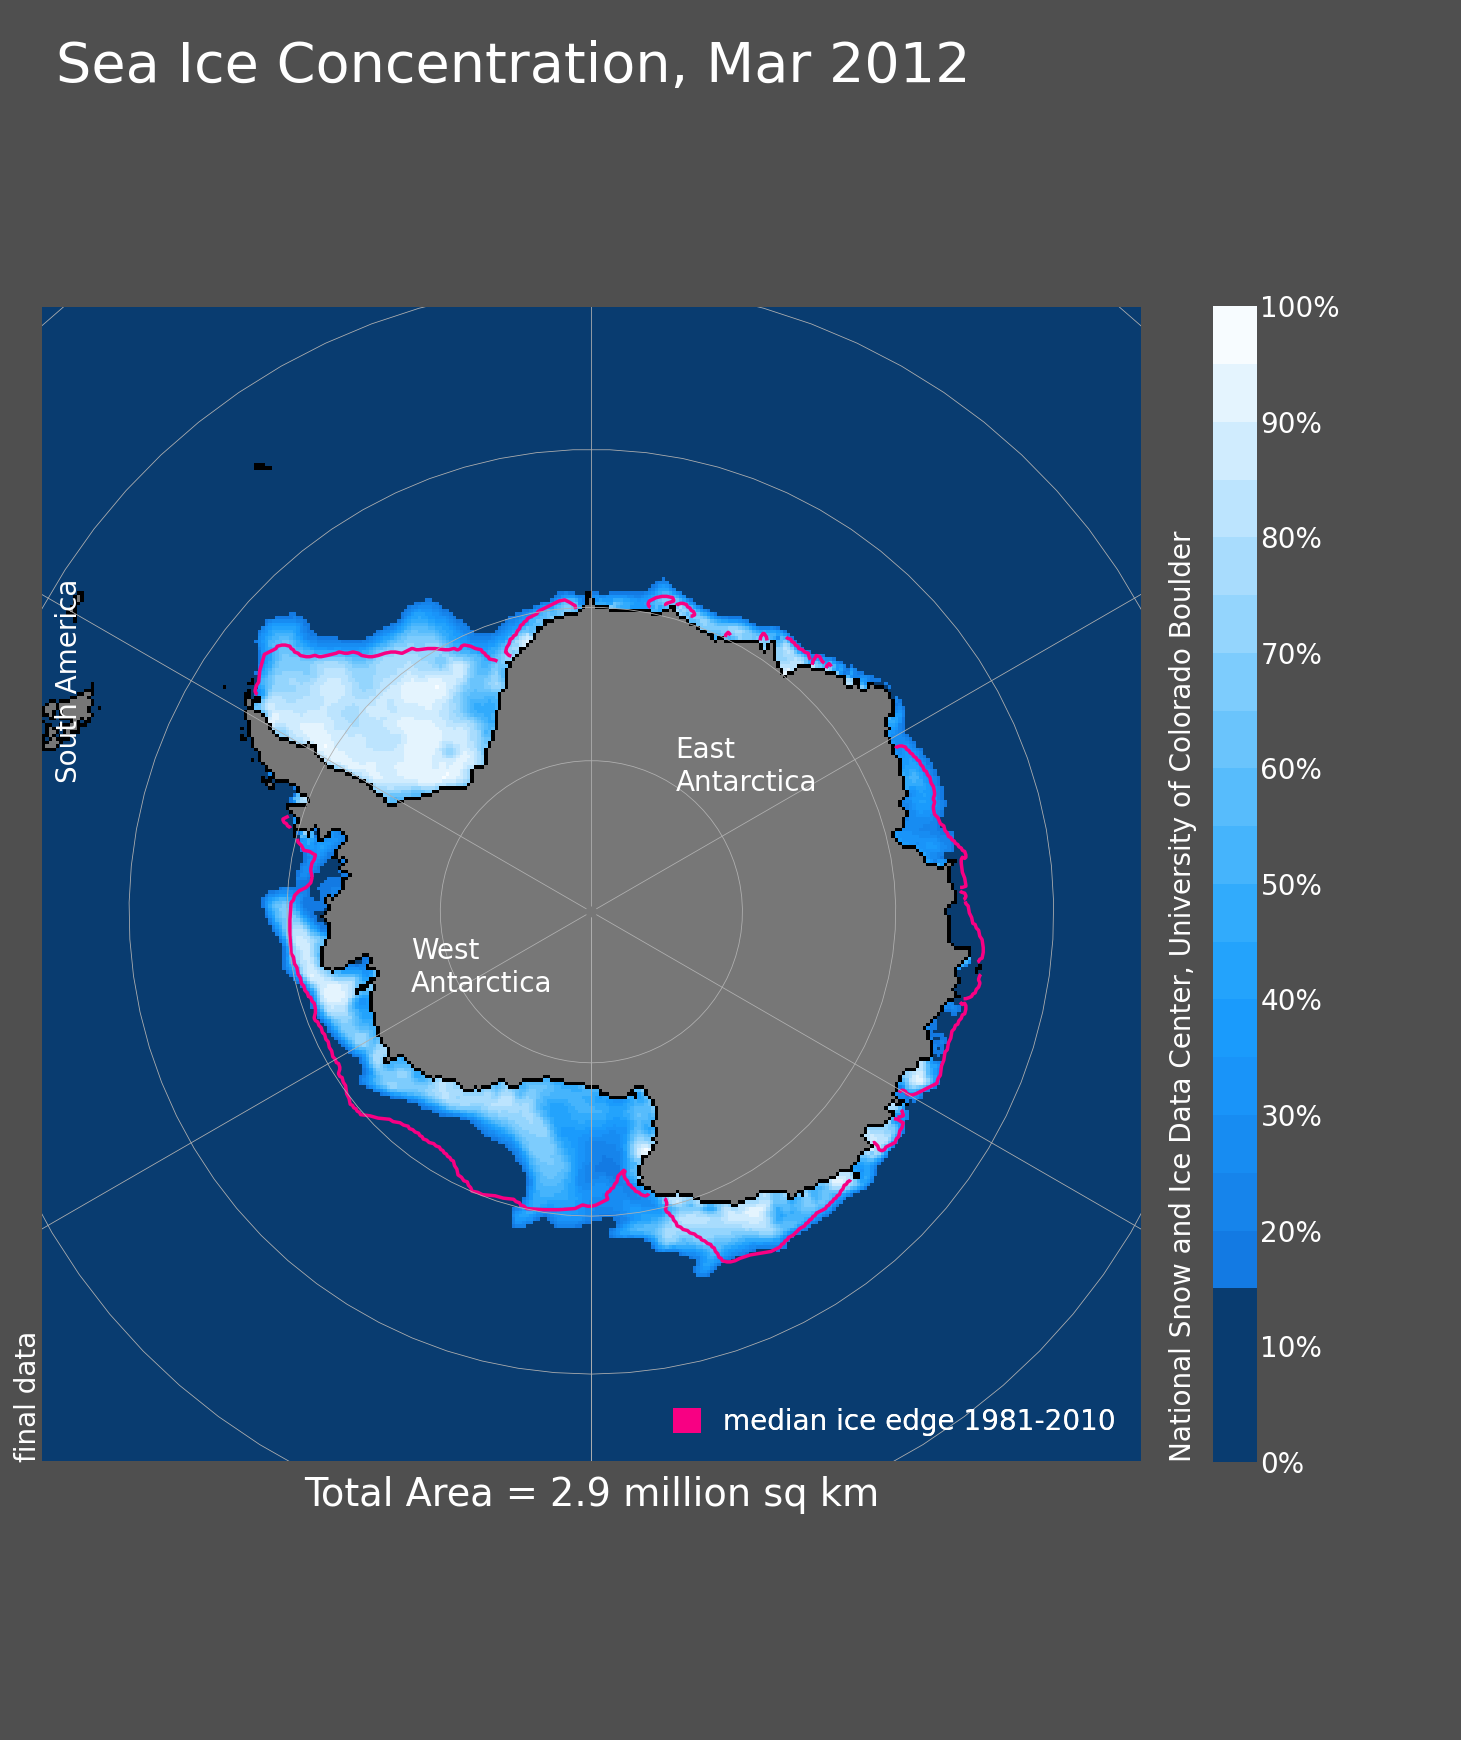 Sea Ice Concentration, Mar 2012
South America
East
Antarctica
West
Antarctica
median ice edge 1981-2010
final data
Total Area = 2.9 million sq km
National Snow and Ice Data Center, University of Colorado Boulder
100%
90%
80%
70%
60%
50%
40%
30%
20%
10%
0%